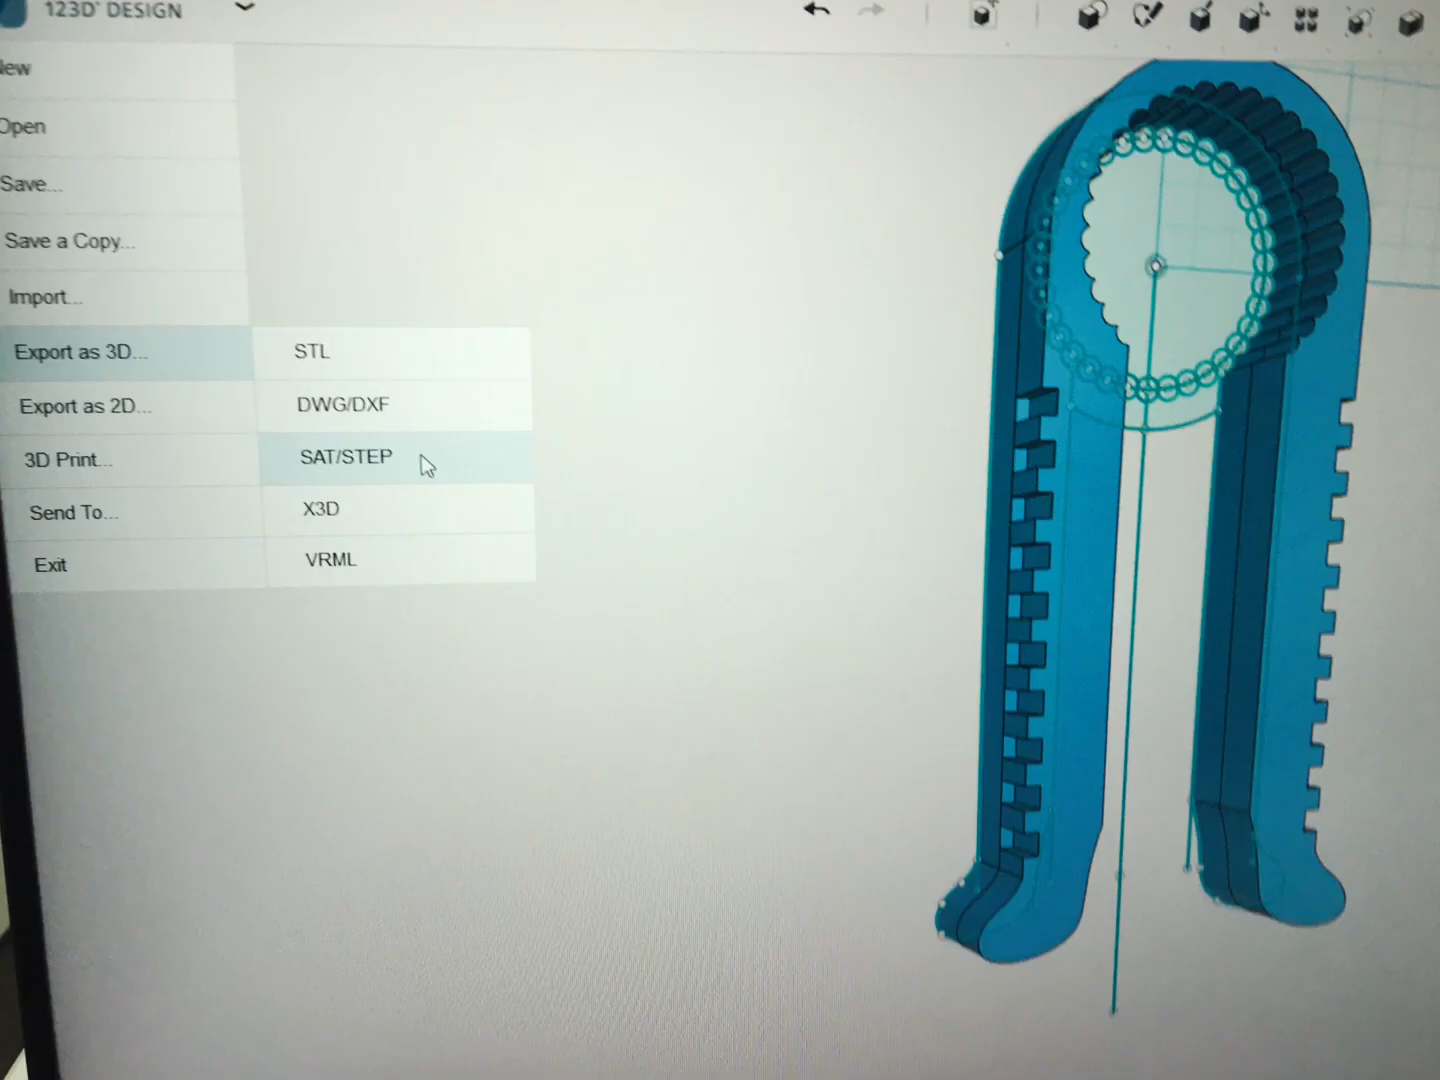 123D® DESIGN
New
Open
Save...
Save a Copy...
Import...
Export as 3D...
STL
Export as 2D...
DWG/DXF
3D Print...
SAT/STEP
Send To...
X3D
Exit
VRML